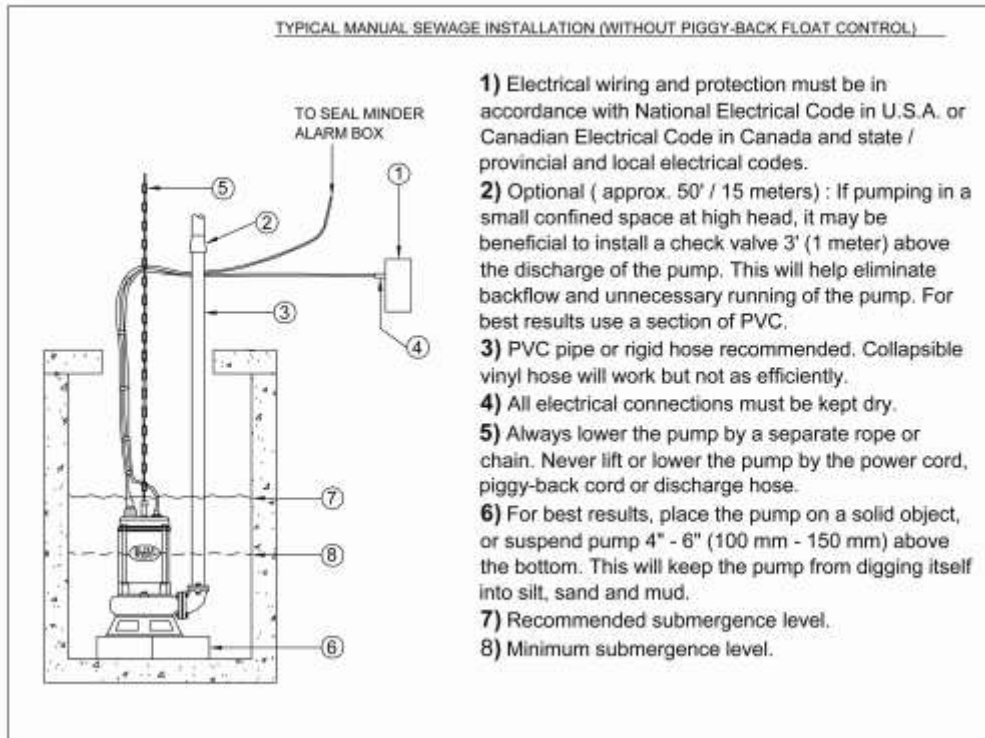 TYPICAL MANUAL SEWAGE INSTALLATION (WITHOUT PIGGY-BACK FLOAT CONTROL)
TO SEAL MINDER
ALARM BOX
1
5
2
3
4
7
8
6
1) Electrical wiring and protection must be in
accordance with National Electrical Code in U.S.A. or
Canadian Electrical Code in Canada and state /
provincial and local electrical codes.
2) Optional ( approx. 50' / 15 meters) : If pumping in a
small confined space at high head, it may be
beneficial to install a check valve 3' (1 meter) above
the discharge of the pump. This will help eliminate
backflow and unnecessary running of the pump. For
best results use a section of PVC.
3) PVC pipe or rigid hose recommended. Collapsible
vinyl hose will work but not as efficiently.
4) All electrical connections must be kept dry.
5) Always lower the pump by a separate rope or
chain. Never lift or lower the pump by the power cord,
piggy-back cord or discharge hose.
6) For best results, place the pump on a solid object,
or suspend pump 4" - 6" (100 mm - 150 mm) above
the bottom. This will keep the pump from digging itself
into silt, sand and mud.
7) Recommended submergence level.
8) Minimum submergence level.